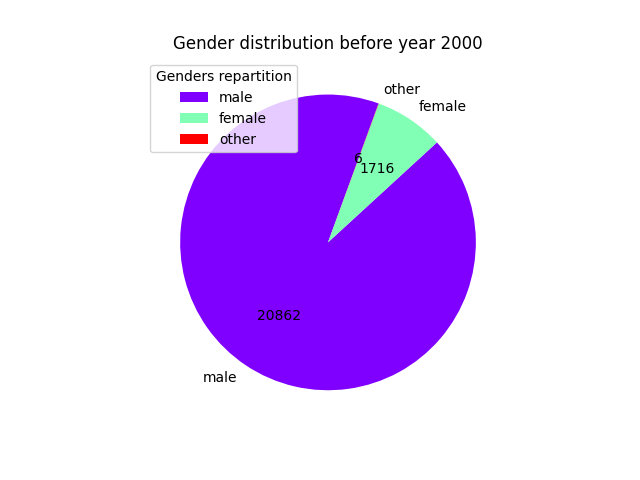 Gender distribution before year 2000
Genders repartition
male
female
other
other
female
6
1716
20862
male